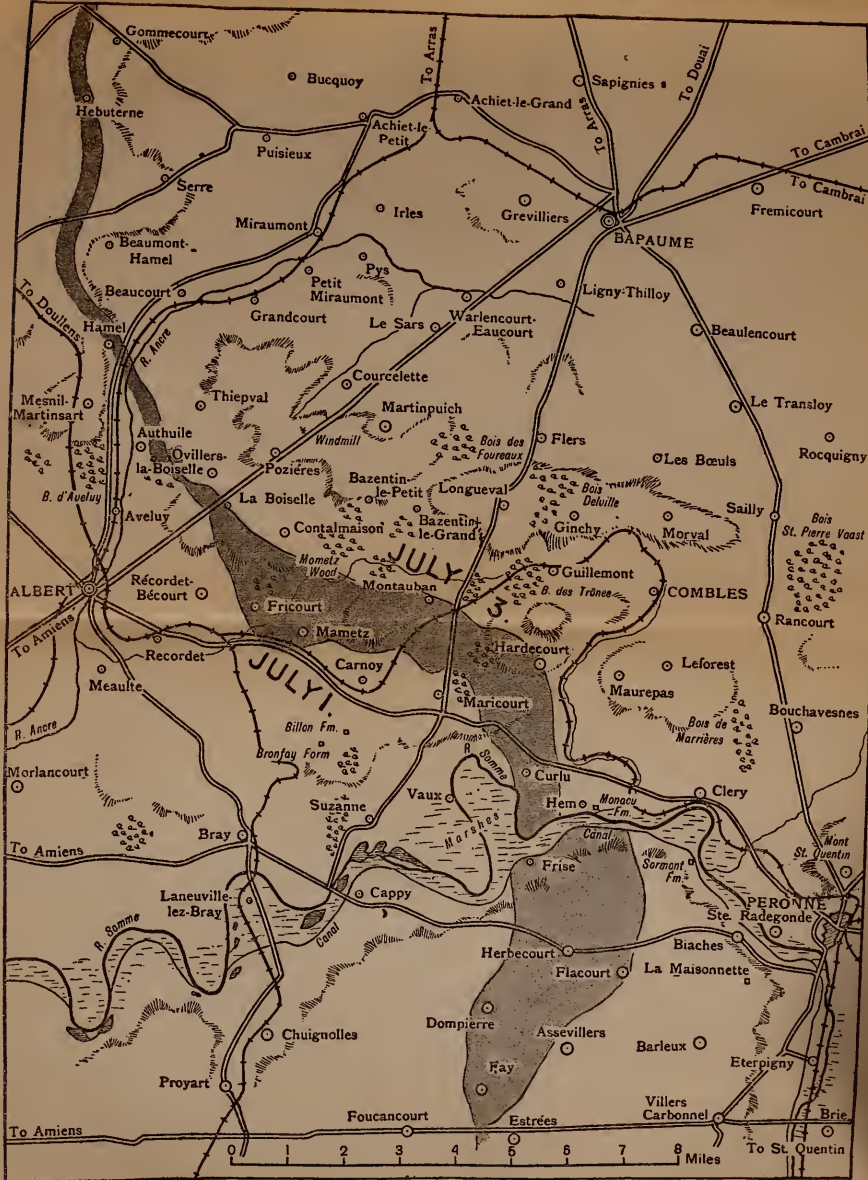 Gommecourt
Bucquoy
To Arras
Sapignies
To Douai
Hebuterne
Achiet-le-Grand
To Arras
Achiet-le-
Petit
Puisieux
To Cambrai
To Cambrai
Serre
Irles
Grevilliers
Fremicourt
Miraumont
Beaumont-
Hamel
BAPAUME
Pys
Petit
Miraumont
Beaucourt
Grandcourt
Ligny-Thilloy
To Doullens
R. Ancre
Warlencourt-
Eaucourt
Le Sars
Hamel
Beaulencourt
Courcelette
Mesnil-
Martinsart
Thiepval
Le Transloy
Martinpuich
Authuile
Windmill
Bois des
Foureaux
Flers
Rocquigny
Ovillers-
la-Boiselle
Poziéres
Les Bœufs
B. d'Aveluy
Bazentin-
le-Petit
Longueval
Bois
Delville
La Boiselle
Aveluy
Contalmaison
Bazentin-
le-Grand
Ginchy
Morval
Sailly
Bois
St. Pierre Vaast
Mometz
Wood
JULY 3.
Guillemont
ALBERT
Récordet-
Bécourt
Montauban
B. des Trônes
COMBLES
Fricourt
Rancourt
To Amiens
Mametz
Recordet
Hardecourt
JULY 1.
Carnoy
Leforest
Meaulte
Maurepas
Maricourt
Bouchavesnes
R. Ancre
Billon Fm.
Bois de
Marrières
Bronfay Form
R. Somme
Morlancourt
Curlu
Clery
Vaux
Hem
Monacu
Fm.
Suzanne
Marshes
Bray
Canal
Mont
St. Quentin
To Amiens
Frise
Sormont
Fm.
Laneuville-
lez-Bray
Cappy
PERONNE
Ste. Radegonde
R. Somme
Canal
Herbecourt
Biaches
Flacourt
La Maisonnette
Dompierre
Chuignolles
Assevillers
Barleux
Eterpigny
Fay
Proyart
Villers
Carbonnel
Foucancourt
To Amiens
Estrées
Brie
To St. Quentin
0 1 2 3 4 5 6 7 8
Miles